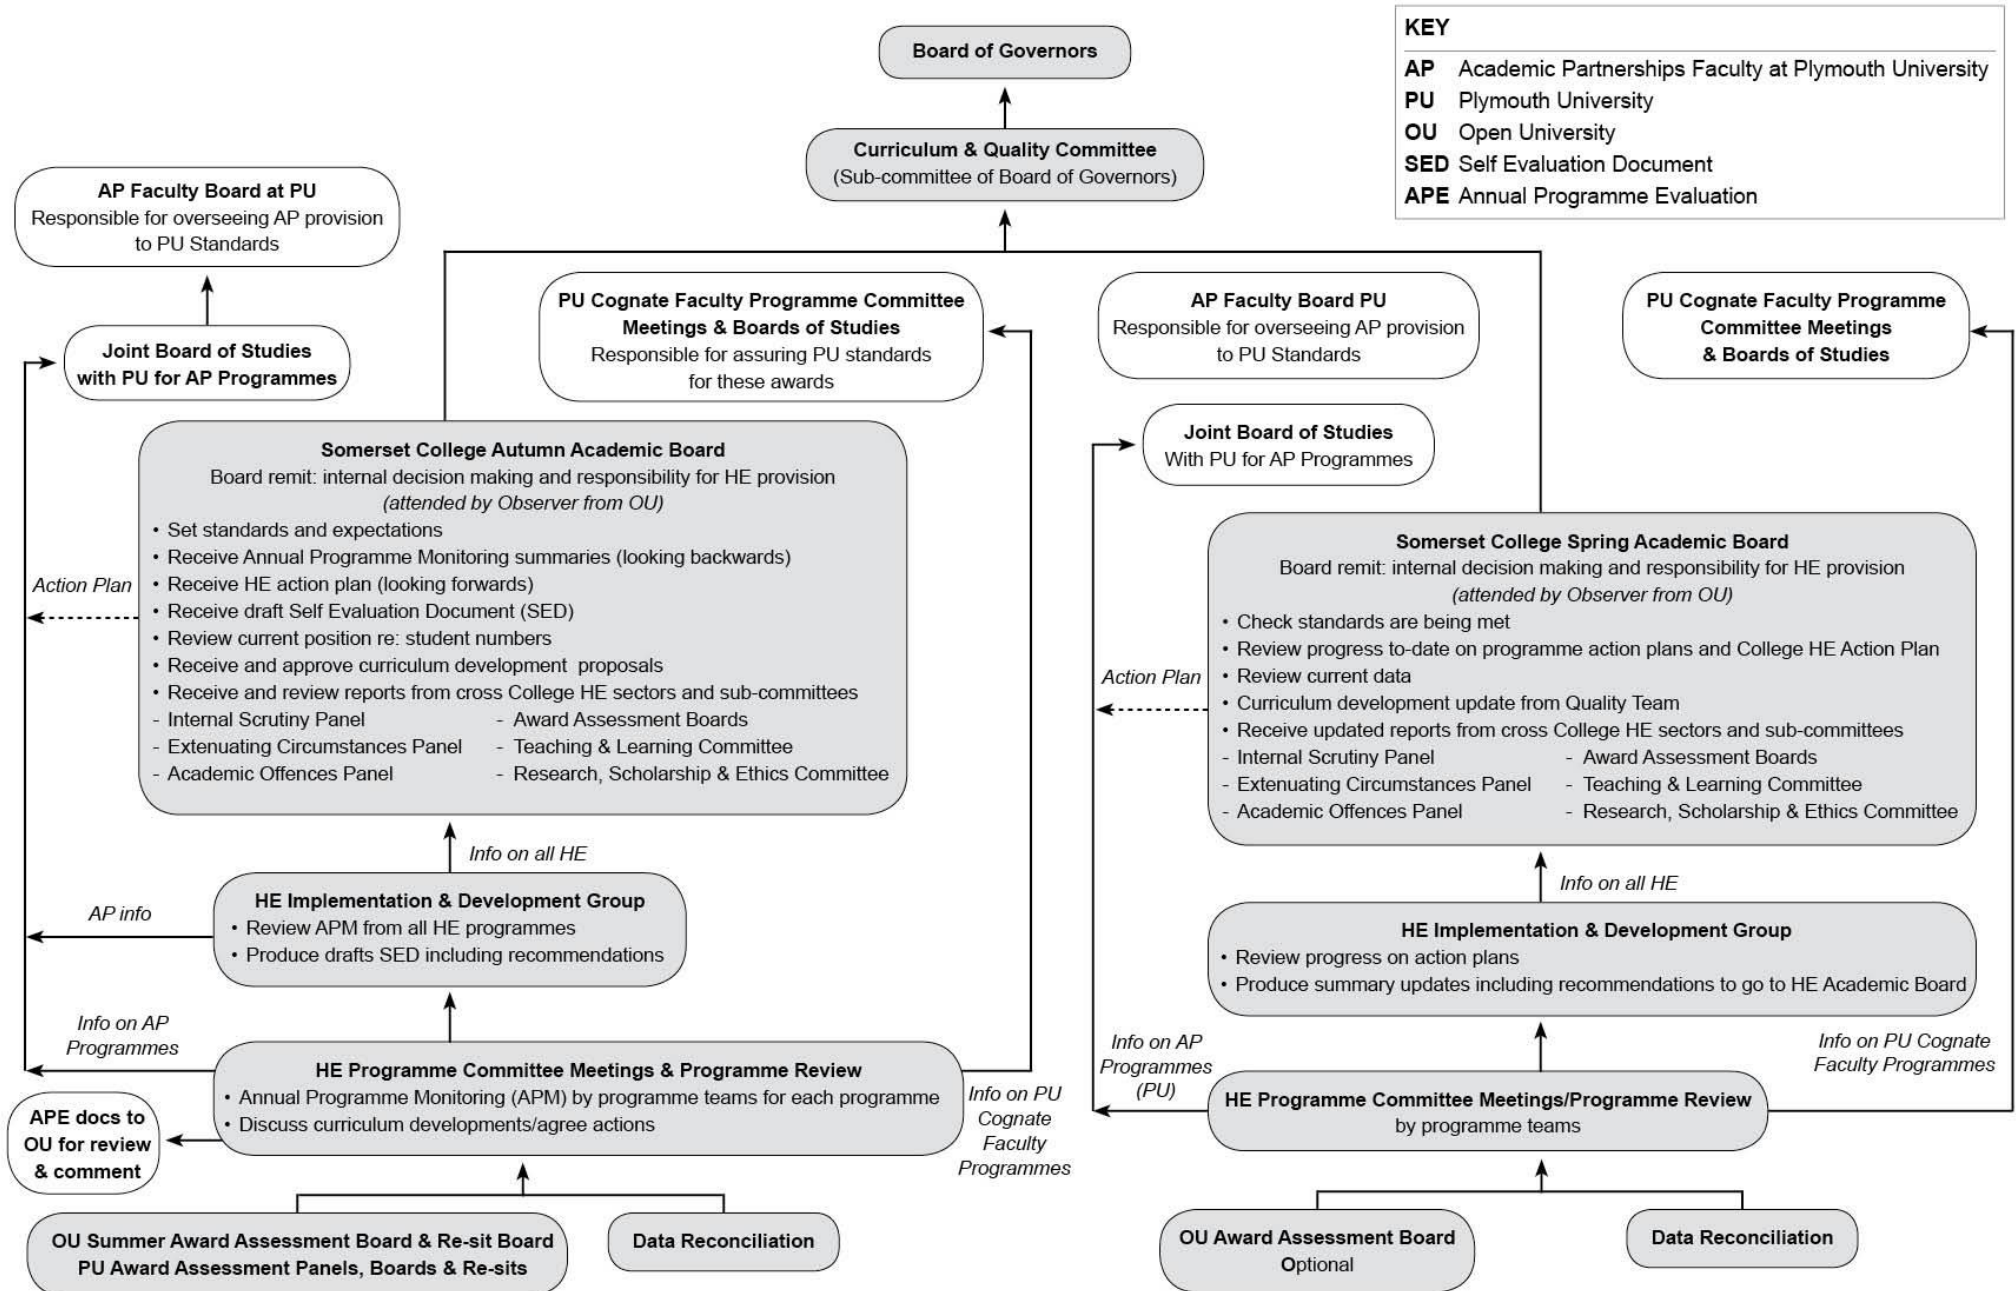 Board of Governors
Curriculum & Quality Committee
(Sub-committee of Board of Governors)
KEY
AP Academic Partnerships Faculty at Plymouth University
PU Plymouth University
OU Open University
SED Self Evaluation Document
APE Annual Programme Evaluation
AP Faculty Board at PU
Responsible for overseeing AP provision
to PU Standards
Joint Board of Studies
with PU for AP Programmes
PU Cognate Faculty Programme Committee
Meetings & Boards of Studies
Responsible for assuring PU standards
for these awards
Somerset College Autumn Academic Board
Board remit: internal decision making and responsibility for HE provision
(attended by Observer from OU)
• Set standards and expectations
• Receive Annual Programme Monitoring summaries (looking backwards)
• Receive HE action plan (looking forwards)
• Receive draft Self Evaluation Document (SED)
• Review current position re: student numbers
• Receive and approve curriculum development proposals
• Receive and review reports from cross College HE sectors and sub-committees
- Internal Scrutiny Panel - Award Assessment Boards
- Extenuating Circumstances Panel - Teaching & Learning Committee
- Academic Offences Panel - Research, Scholarship & Ethics Committee
Action Plan
Info on all HE
HE Implementation & Development Group
• Review APM from all HE programmes
• Produce drafts SED including recommendations
AP info
Info on AP
Programmes
HE Programme Committee Meetings & Programme Review
• Annual Programme Monitoring (APM) by programme teams for each programme
• Discuss curriculum developments/agree actions
Info on PU
Cognate
Faculty
Programmes
APE docs to
OU for review
& comment
OU Summer Award Assessment Board & Re-sit Board
PU Award Assessment Panels, Boards & Re-sits
Data Reconciliation
AP Faculty Board PU
Responsible for overseeing AP provision
to PU Standards
PU Cognate Faculty Programme
Committee Meetings
& Boards of Studies
Joint Board of Studies
With PU for AP Programmes
Somerset College Spring Academic Board
Board remit: internal decision making and responsibility for HE provision
(attended by Observer from OU)
• Check standards are being met
• Review progress to-date on programme action plans and College HE Action Plan
• Review current data
• Curriculum development update from Quality Team
• Receive updated reports from cross College HE sectors and sub-committees
- Internal Scrutiny Panel - Award Assessment Boards
- Extenuating Circumstances Panel - Teaching & Learning Committee
- Academic Offences Panel - Research, Scholarship & Ethics Committee
Action Plan
Info on all HE
HE Implementation & Development Group
• Review progress on action plans
• Produce summary updates including recommendations to go to HE Academic Board
Info on AP
Programmes
(PU)
Info on PU Cognate
Faculty Programmes
HE Programme Committee Meetings/Programme Review
by programme teams
OU Award Assessment Board
Optional
Data Reconciliation